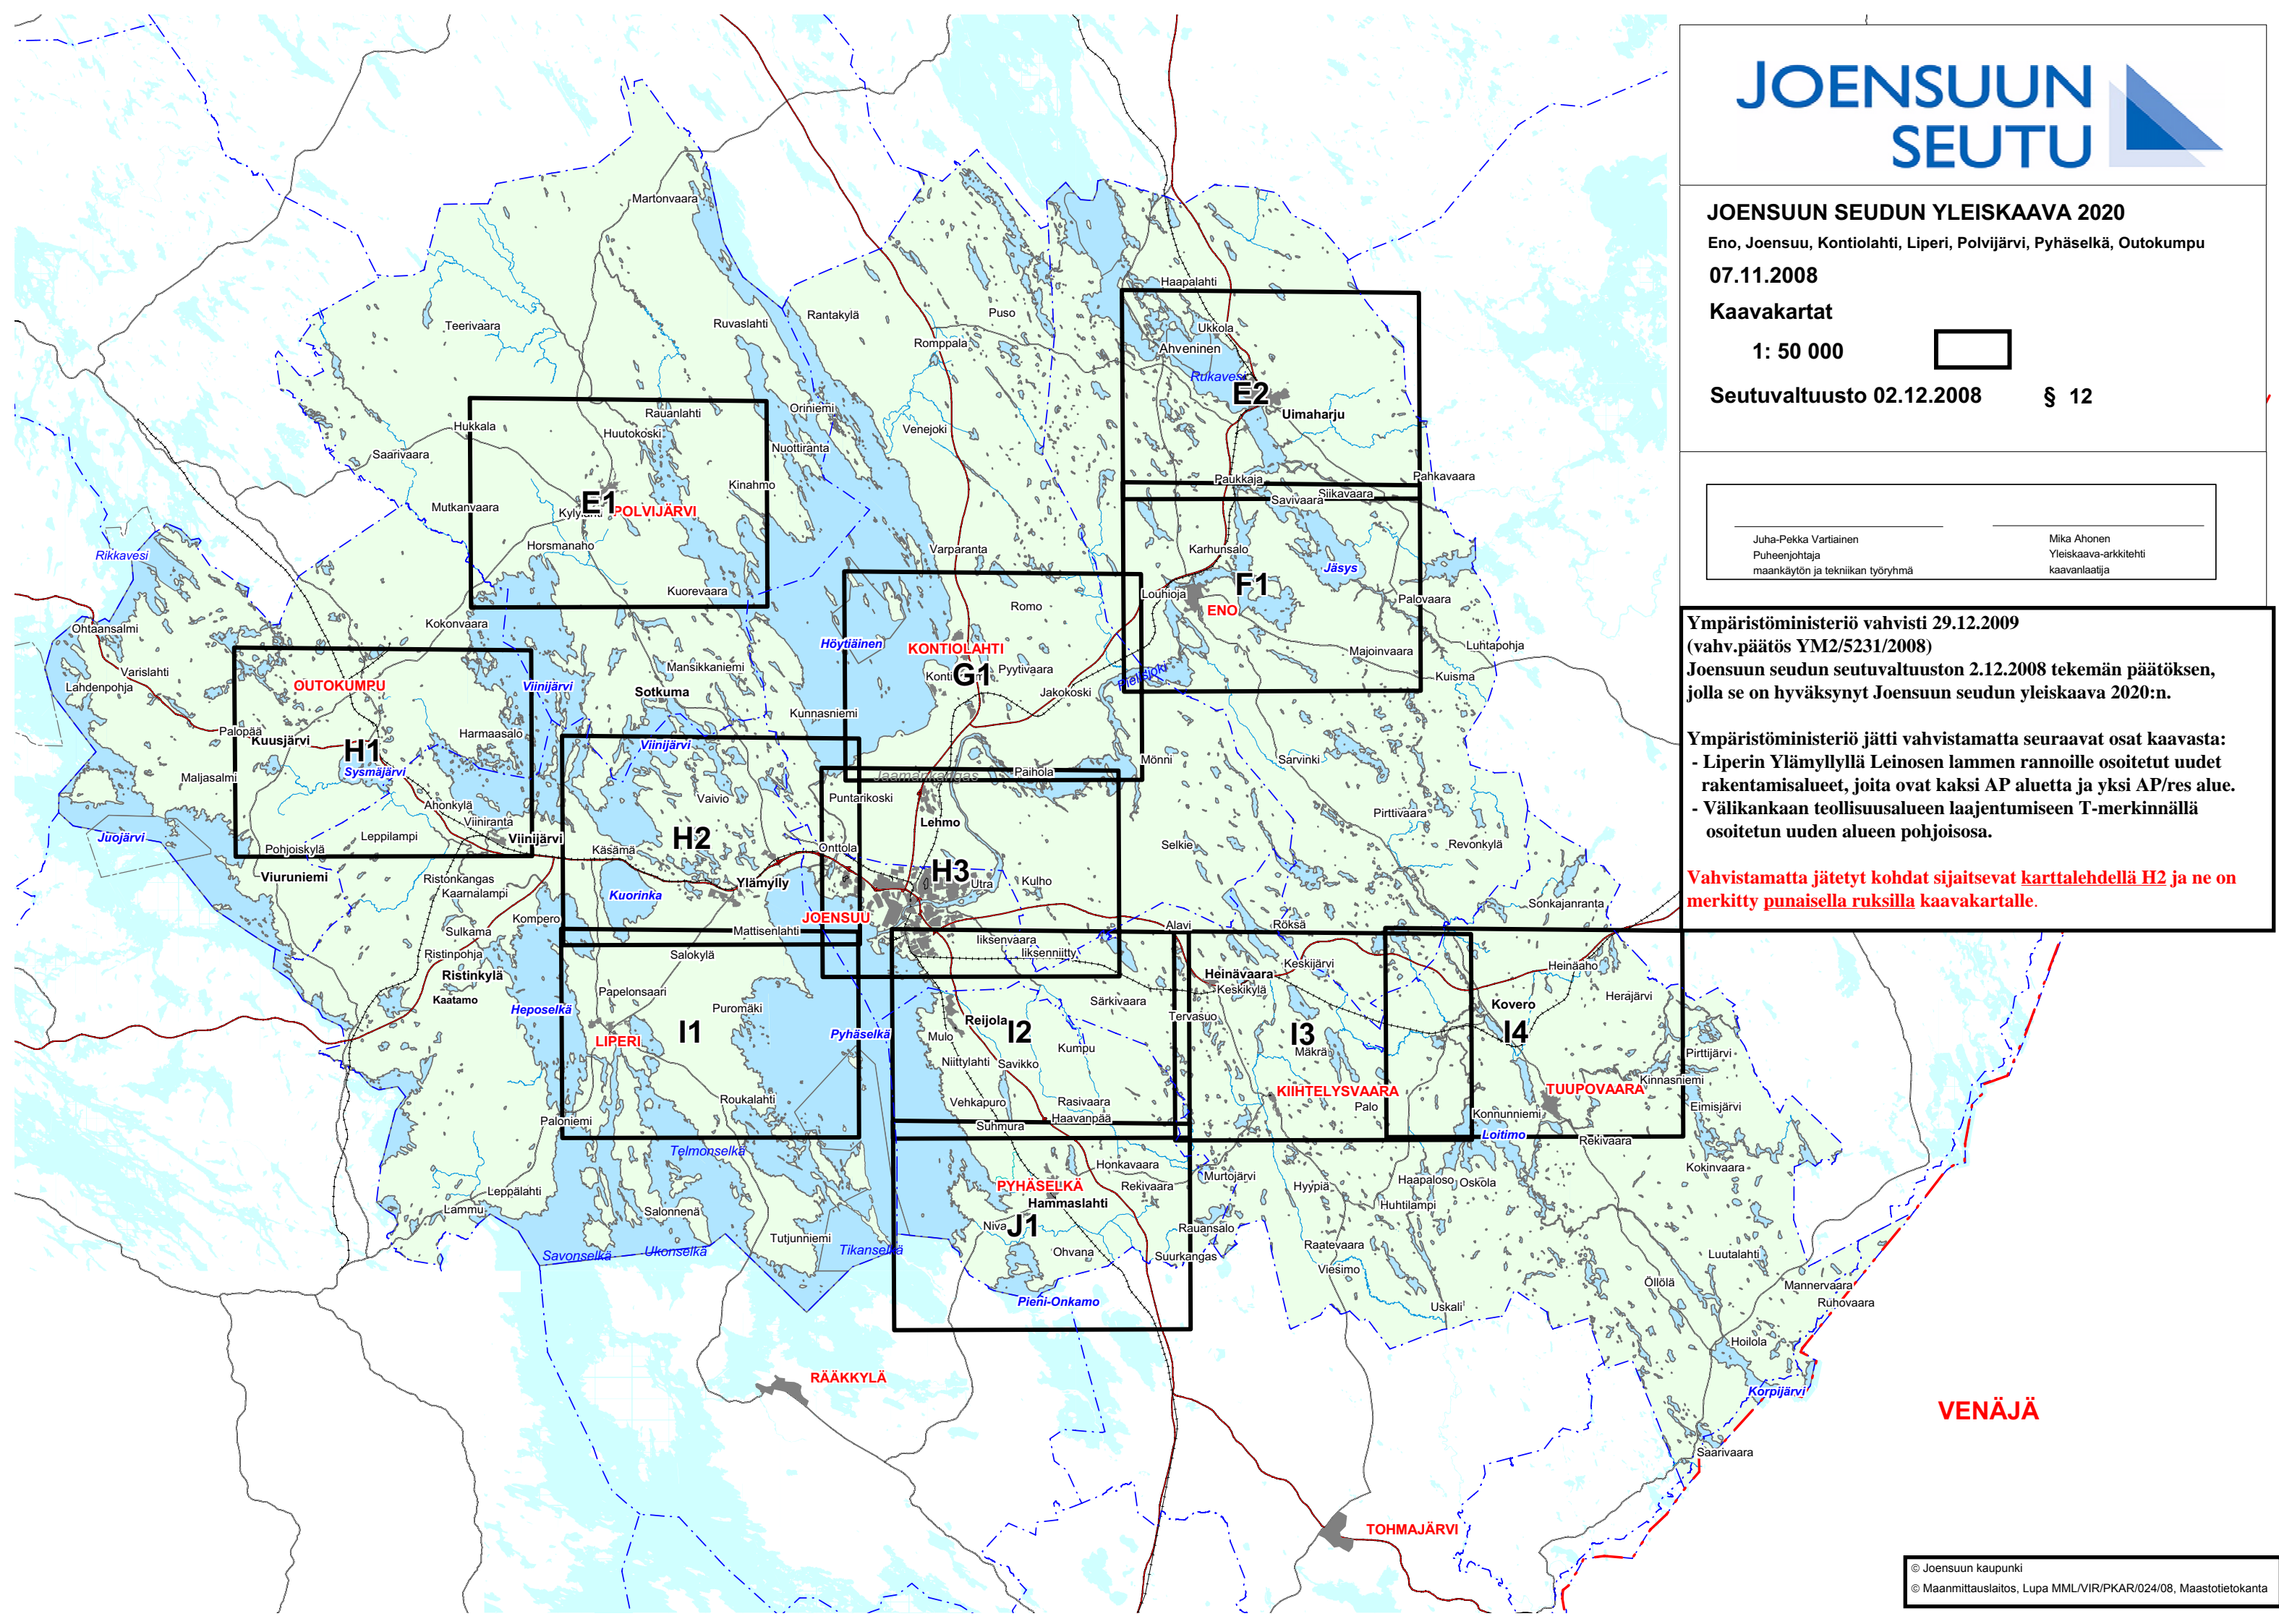 JOENSUUN
SEUTU
JOENSUUN SEUDUN YLEISKAAVA 2020
Eno, Joensuu, Kontiolahti, Liperi, Polvijärvi, Pyhäselkä, Outokumpu
07.11.2008
Kaavakartat
1: 50 000
Seutuvaltuusto 02.12.2008 § 12
Juha-Pekka Vartiainen
Puheenjohtaja
maankäytön ja tekniikan työryhmä
Mika Ahonen
Yleiskaava-arkkitehti
kaavanlaatija
Ympäristöministeriö vahvisti 29.12.2009
(vahv.päätös YM2/5231/2008)
Joensuun seudun seutuvaltuuston 2.12.2008 tekemän päätöksen,
jolla se on hyväksynyt Joensuun seudun yleiskaava 2020:n.
Ympäristöministeriö jätti vahvistamatta seuraavat osat kaavasta:
- Liperin Ylämyllyllä Leinosen lammen rannoille osoitetut uudet
rakentamisalueet, joita ovat kaksi AP aluetta ja yksi AP/res alue.
- Välikankaan teollisuusalueen laajentumiseen T-merkinnällä
osoitetun uuden alueen pohjoisosa.
Vahvistamatta jätetyt kohdat sijaitsevat karttalehdellä H2 ja ne on
merkitty punaisella ruksilla kaavakartalle.
Martonvaara
Haapalahti
Teerivaara
Ruvaslahti
Rantakylä
Puso
Ukkola
Romppala
Ahveninen
Rukavesi
E2
Uimaharju
Rauanlahti
Oriniemi
Hukkala
Huutokoski
Venejoki
Nuottiranta
Saarivaara
Kinahmo
Paukkaja
Pahkavaara
Siikavaara
Savivaara
Mutkanvaara
E1
POLVIJÄRVI
Horsmanaho
Rikkavesi
Varparanta
Karhunsalo
Jäsys
F1
Kuorevaara
Louhioja
Palovaara
Romo
ENO
Kokonvaara
Ohtaansalmi
Höytiäinen
KONTIOLAHTI
Majoinvaara
Luhtapohja
Varislahti
Mansikkaniemi
Pyytivaara
G1
Kuisma
Lahdenpohja
OUTOKUMPU
Viinijärvi
Sotkuma
Jakokoski
Kunnasniemi
Palopää
Kuusjärvi
Harmaasalo
H1
Viinijärvi
Sysmäjärvi
Mönni
Sarvinki
Maljasalmi
Jaamankangas
Paihola
Ahonkylä
Vaivio
Puntarikoski
Viiniranta
Lehmo
Pirttivaara
Juojärvi
Leppilampi
Viinijärvi
H2
Pohjoiskylä
Käsämä
Onttola
Selkie
Revonkylä
Viuruniemi
Ristonkangas
H3
Kaarnalampi
Kuorinka
Ylämylly
Utra
Kulho
Sonkajanranta
Kompero
JOENSUU
Sulkama
Mattisenlahti
Alavi
Röksä
Iiksenvaara
Ristinpohja
Salokylä
Iiksenniitty
Keskijärvi
Heinäaho
Ristinkylä
Heinävaara
Kaatamo
Papelonsaari
Keskikylä
Herajärvi
Heposelkä
Puromäki
Särkivaara
Kovero
Tervasuo
Reijola
I1
I2
I3
I4
LIPERI
Pyhäselkä
Mulo
Kumpu
Mäkrä
Pirttijärvi
Niittylahti
Savikko
Kinnasniemi
KIIHTELYSVAARA
TUUPOVAARA
Roukalahti
Vehkapuro
Rasivaara
Palo
Eimisjärvi
Paloniemi
Haavanpää
Konnunniemi
Suhmura
Loitimo
Rekivaara
Telmonselkä
Honkavaara
Kokinvaara
Murtojärvi
Leppälahti
PYHÄSELKÄ
Rekivaara
Hyypiä
Haapaloso
Oskola
Lammu
Salonnenä
Hammaslahti
Huhtilampi
Niva
J1
Rauansalo
Tutjunniemi
Savonselkä
Ukonselkä
Tikanselkä
Ohvana
Suurkangas
Raatevaara
Luutalahti
Viesimo
Öllölä
Mannervaara
Pieni-Onkamo
Uskali
Ruhovaara
Hoilola
RÄÄKKYLÄ
Korpijärvi
VENÄJÄ
Saarivaara
TOHMAJÄRVI
© Joensuun kaupunki
© Maanmittauslaitos, Lupa MML/VIR/PKAR/024/08, Maastotietokanta